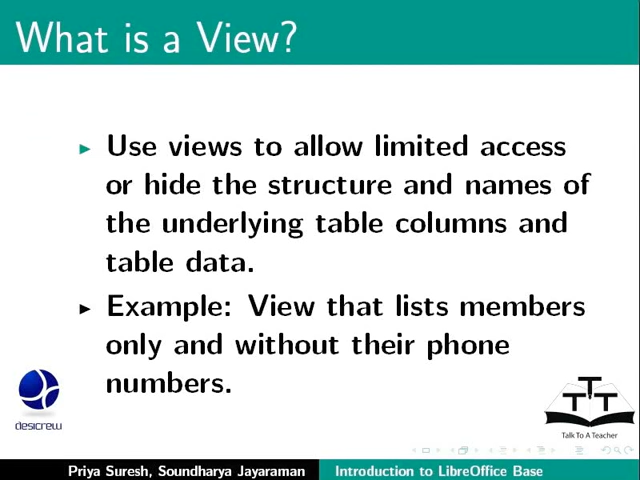 What is a View?
Use views to allow limited access
or hide the structure and names of
the underlying table columns and
table data.
Example: View that lists members
only and without their phone
numbers.
desicrew
TTT
Talk To A Teacher
Priya Suresh, Soundharya Jayaraman
Introduction to LibreOffice Base